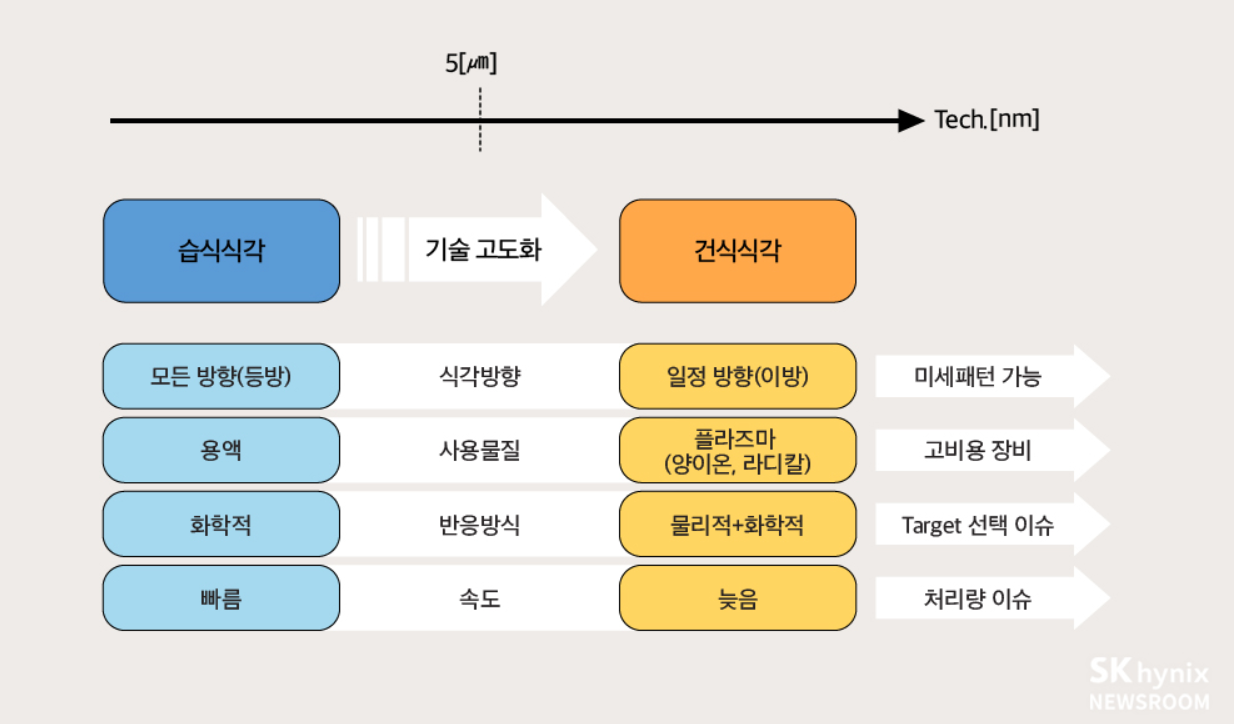 5[㎛]
Tech.[nm]
습식식각
기술 고도화
건식식각
모든 방향(등방)
식각방향
일정 방향(이방)
미세패턴 가능
용액
사용물질
플라즈마
(양이온, 라디칼)
고비용 장비
화학적
반응방식
물리적+화학적
Target 선택 이슈
빠름
속도
늦음
처리량 이슈
SK hynix
NEWSROOM